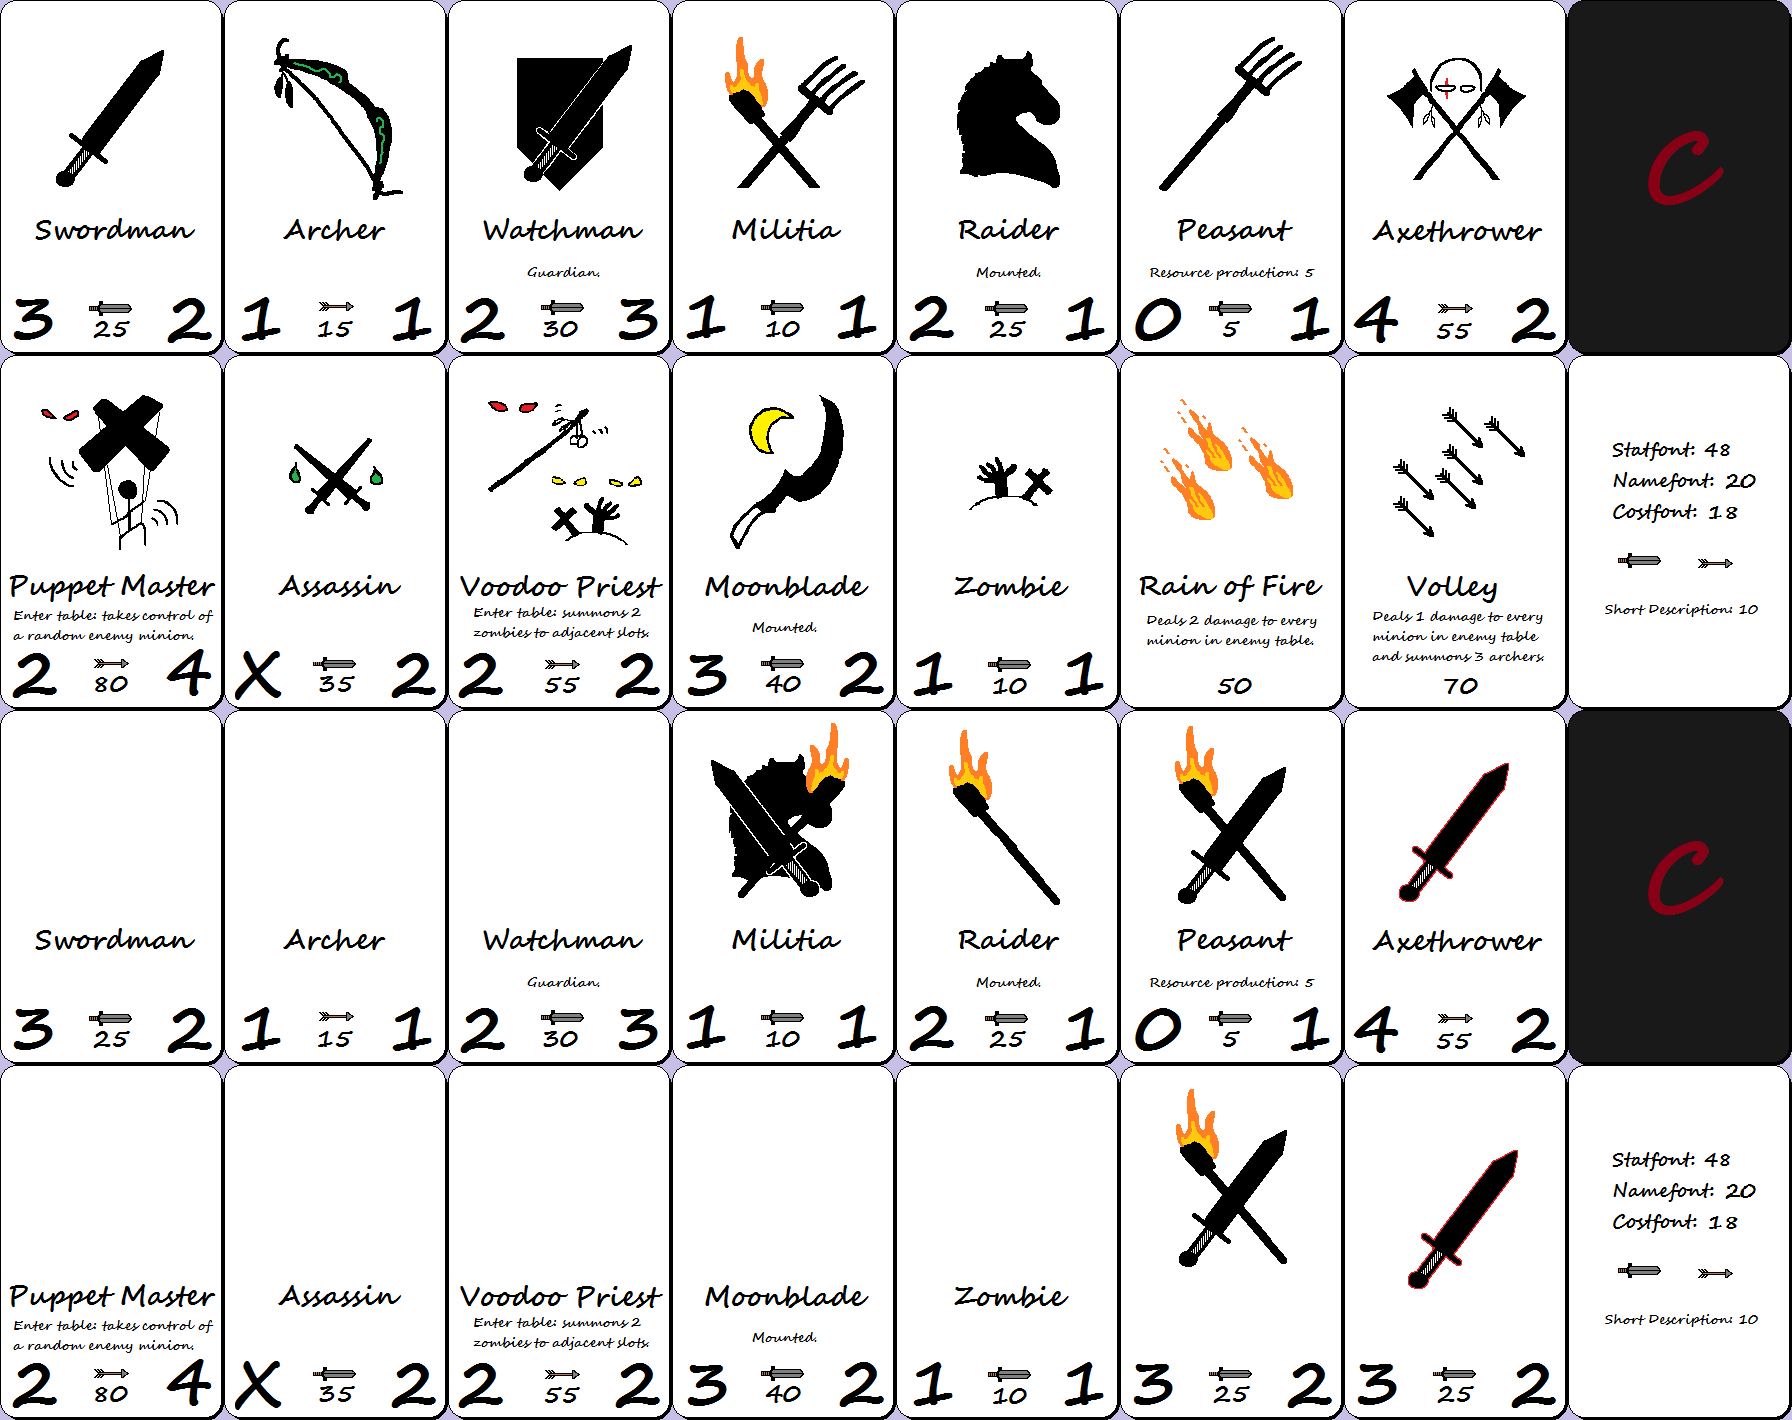 Swordman
3 25 2
Archer
1 15 1
Watchman
Guardian.
2 30 3
Militia
1 10 1
Raider
Mounted.
2 25 1
Peasant
Resource production: 5
0 5 1
Axethrower
4 55 2
C
Puppet Master
Enter table: takes control of
a random enemy minion.
2 80 4
Assassin
X 35 2
Voodoo Priest
Enter table: summons 2
zombies to adjacent slots.
2 55 2
Moonblade
Mounted.
3 40 2
Zombie
1 10 1
Rain of Fire
Deals 2 damage to every
minion in enemy table.
50
Volley
Deals 1 damage to every
minion in enemy table
and summons 3 archers.
70
Statfont: 48
Namefont: 20
Costfont: 18
Short Description: 10
Swordman
3 25 2
Archer
1 15 1
Watchman
Guardian.
2 30 3
Militia
1 10 1
Raider
Mounted.
2 25 1
Peasant
Resource production: 5
0 5 1
Axethrower
4 55 2
C
Puppet Master
Enter table: takes control of
a random enemy minion.
2 80 4
Assassin
X 35 2
Voodoo Priest
Enter table: summons 2
zombies to adjacent slots.
2 55 2
Moonblade
Mounted.
3 40 2
Zombie
1 10 1
3 25 2
3 25 2
Statfont: 48
Namefont: 20
Costfont: 18
Short Description: 10